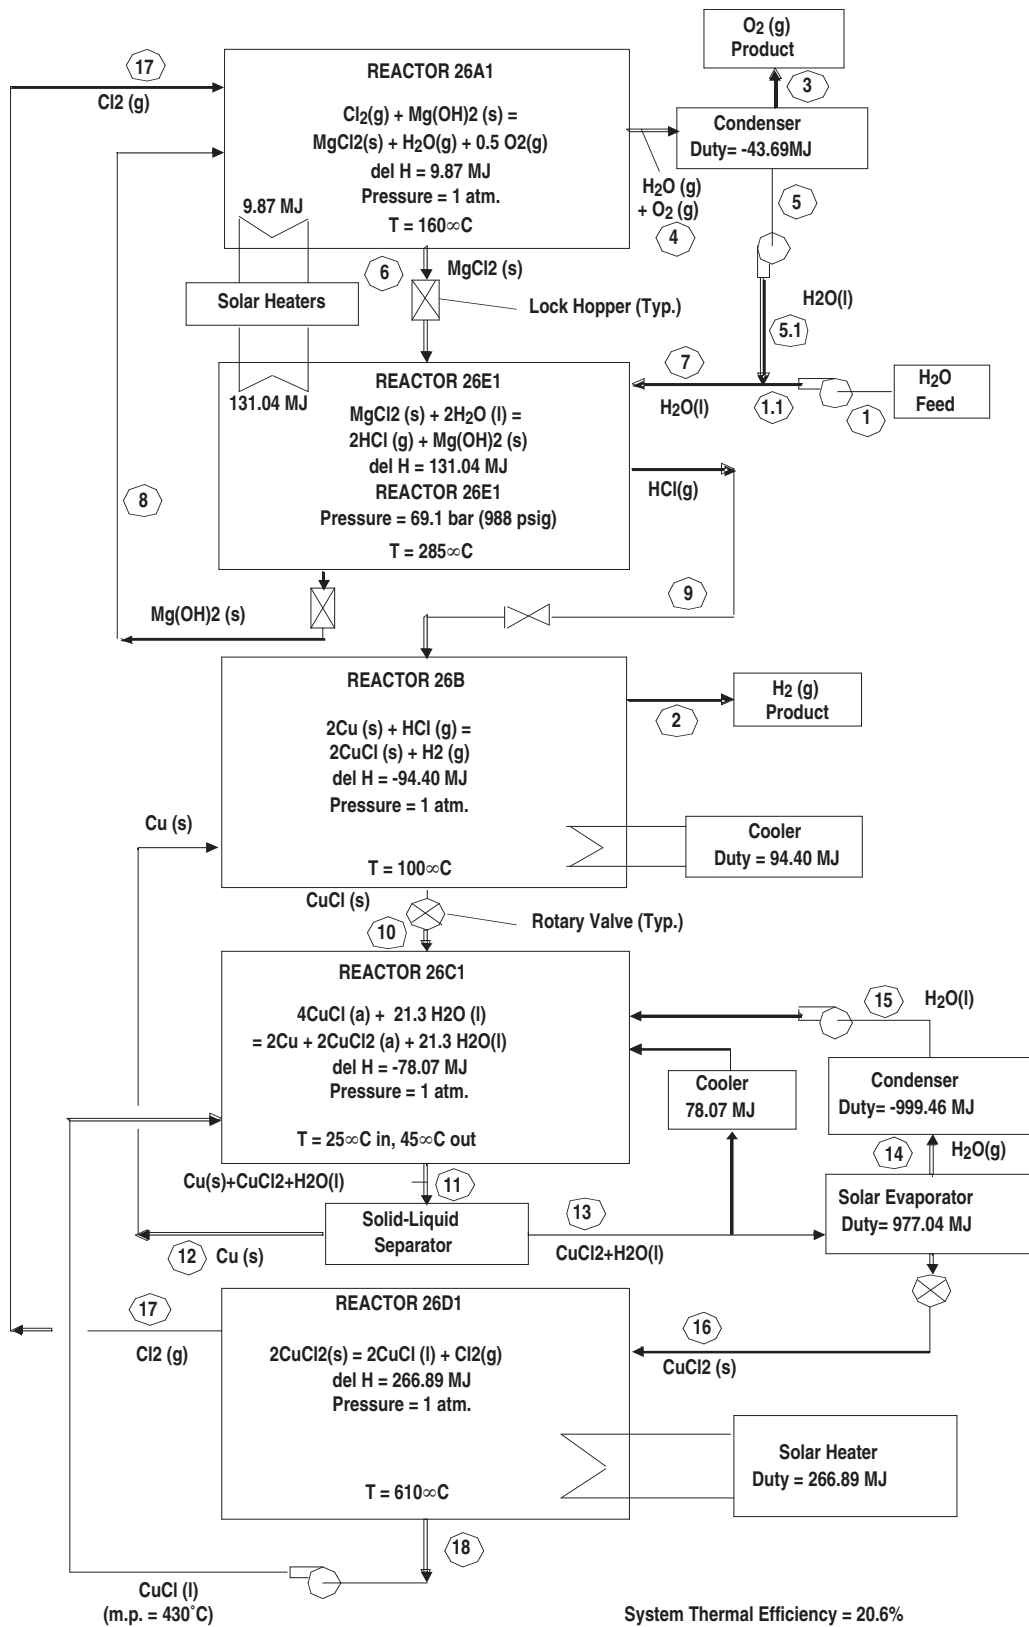 O2 (g)
Product
17
Cl2 (g)
REACTOR 26A1
Cl2(g) + Mg(OH)2 (s) =
MgCl2(s) + H2O(g) + 0.5 O2(g)
del H = 9.87 MJ
Pressure = 1 atm.
T = 160∞C
3
Condenser
Duty= -43.69MJ
H2O (g)
+ O2 (g)
4
5
9.87 MJ
Solar Heaters
131.04 MJ
6
MgCl2 (s)
Lock Hopper (Typ.)
H2O(l)
5.1
7
H2O(l)
1.1
1
H2O
Feed
REACTOR 26E1
MgCl2 (s) + 2H2O (l) =
2HCl (g) + Mg(OH)2 (s)
del H = 131.04 MJ
REACTOR 26E1
Pressure = 69.1 bar (988 psig)
T = 285∞C
HCl(g)
8
9
Mg(OH)2 (s)
REACTOR 26B
2Cu (s) + HCl (g) =
2CuCl (s) + H2 (g)
del H = -94.40 MJ
Pressure = 1 atm.
T = 100∞C
2
H2 (g)
Product
Cu (s)
Cooler
Duty = 94.40 MJ
CuCl (s)
10
Rotary Valve (Typ.)
REACTOR 26C1
4CuCl (a) + 21.3 H2O (l)
= 2Cu + 2CuCl2 (a) + 21.3 H2O(l)
del H = -78.07 MJ
Pressure = 1 atm.
T = 25∞C in, 45∞C out
15
H2O(l)
Cooler
78.07 MJ
Condenser
Duty= -999.46 MJ
14
H2O(g)
Cu(s)+CuCl2+H2O(l)
11
Solid-Liquid
Separator
13
CuCl2+H2O(l)
Solar Evaporator
Duty= 977.04 MJ
12
Cu (s)
17
Cl2 (g)
REACTOR 26D1
2CuCl2(s) = 2CuCl (l) + Cl2(g)
del H = 266.89 MJ
Pressure = 1 atm.
T = 610∞C
16
CuCl2 (s)
Solar Heater
Duty = 266.89 MJ
18
CuCl (l)
(m.p. = 430˚C)
System Thermal Efficiency = 20.6%